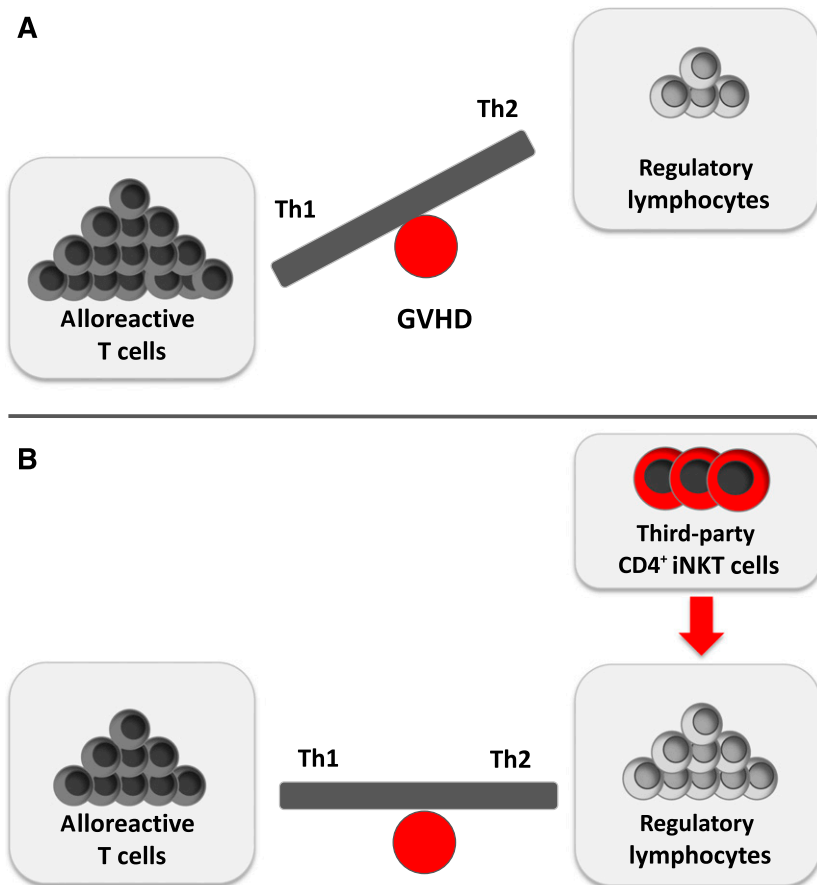 A
Th2
Regulatory
lymphocytes
Th1
Alloreactive
T cells
GVHD
B
Third-party
CD4⁺ iNKT cells
Th1
Th2
Alloreactive
T cells
Regulatory
lymphocytes